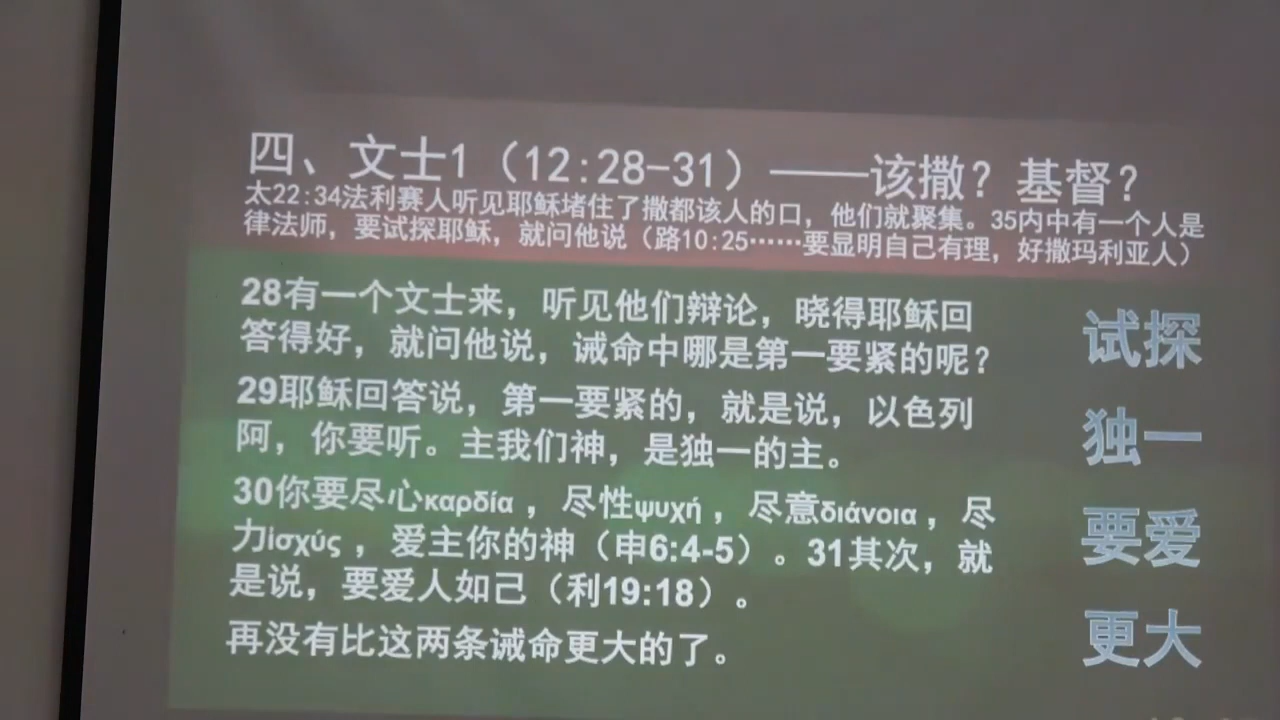 四、文士1（12:28-31）——该撒？基督？
太22:34法利赛人听见耶稣堵住了撒都该人的口，他们就聚集。35内中有一个人是
律法师，要试探耶稣，就问他说（路10:25……要显明自己有理，好撒玛利亚人）
28有一个文士来，听见他们辩论，晓得耶稣回
答得好，就问他说，诫命中哪是第一要紧的呢？
29耶稣回答说，第一要紧的，就是说，以色列
阿，你要听。主我们神，是独一的主。
30你要尽心καρδία，尽性ψυχή，尽意διάνοια，尽
力ἰσχύς，爱主你的神（申6:4-5）。31其次，就
是说，要爱人如己（利19:18）。
再没有比这两条诫命更大的了。
试探
独一
要爱
更大